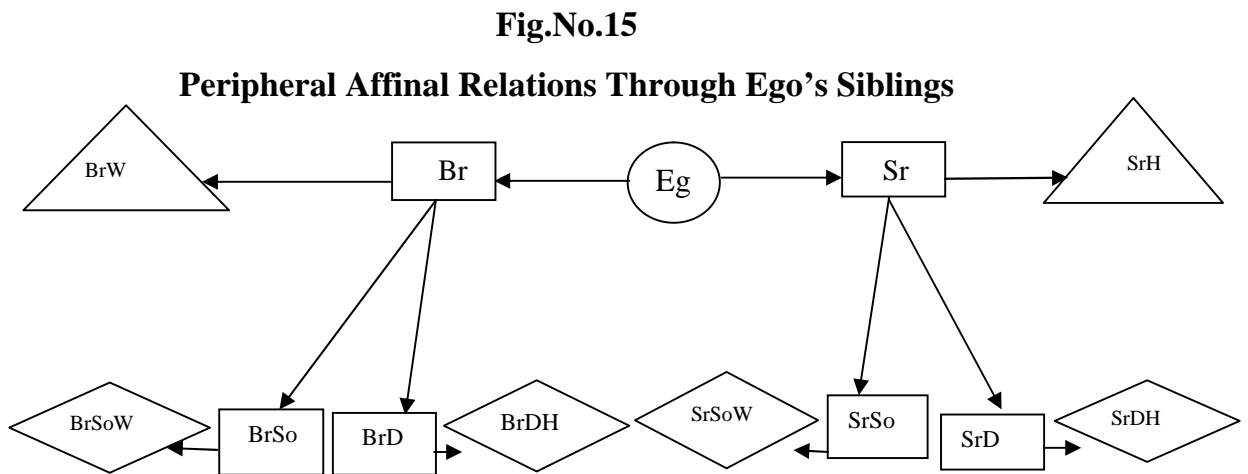 Fig.No.15
Peripheral Affinal Relations Through Ego's Siblings
BrW
Br
Eg
Sr
SrH
BrSoW
BrSo
BrD
BrDH
SrSoW
SrSo
SrD
SrDH